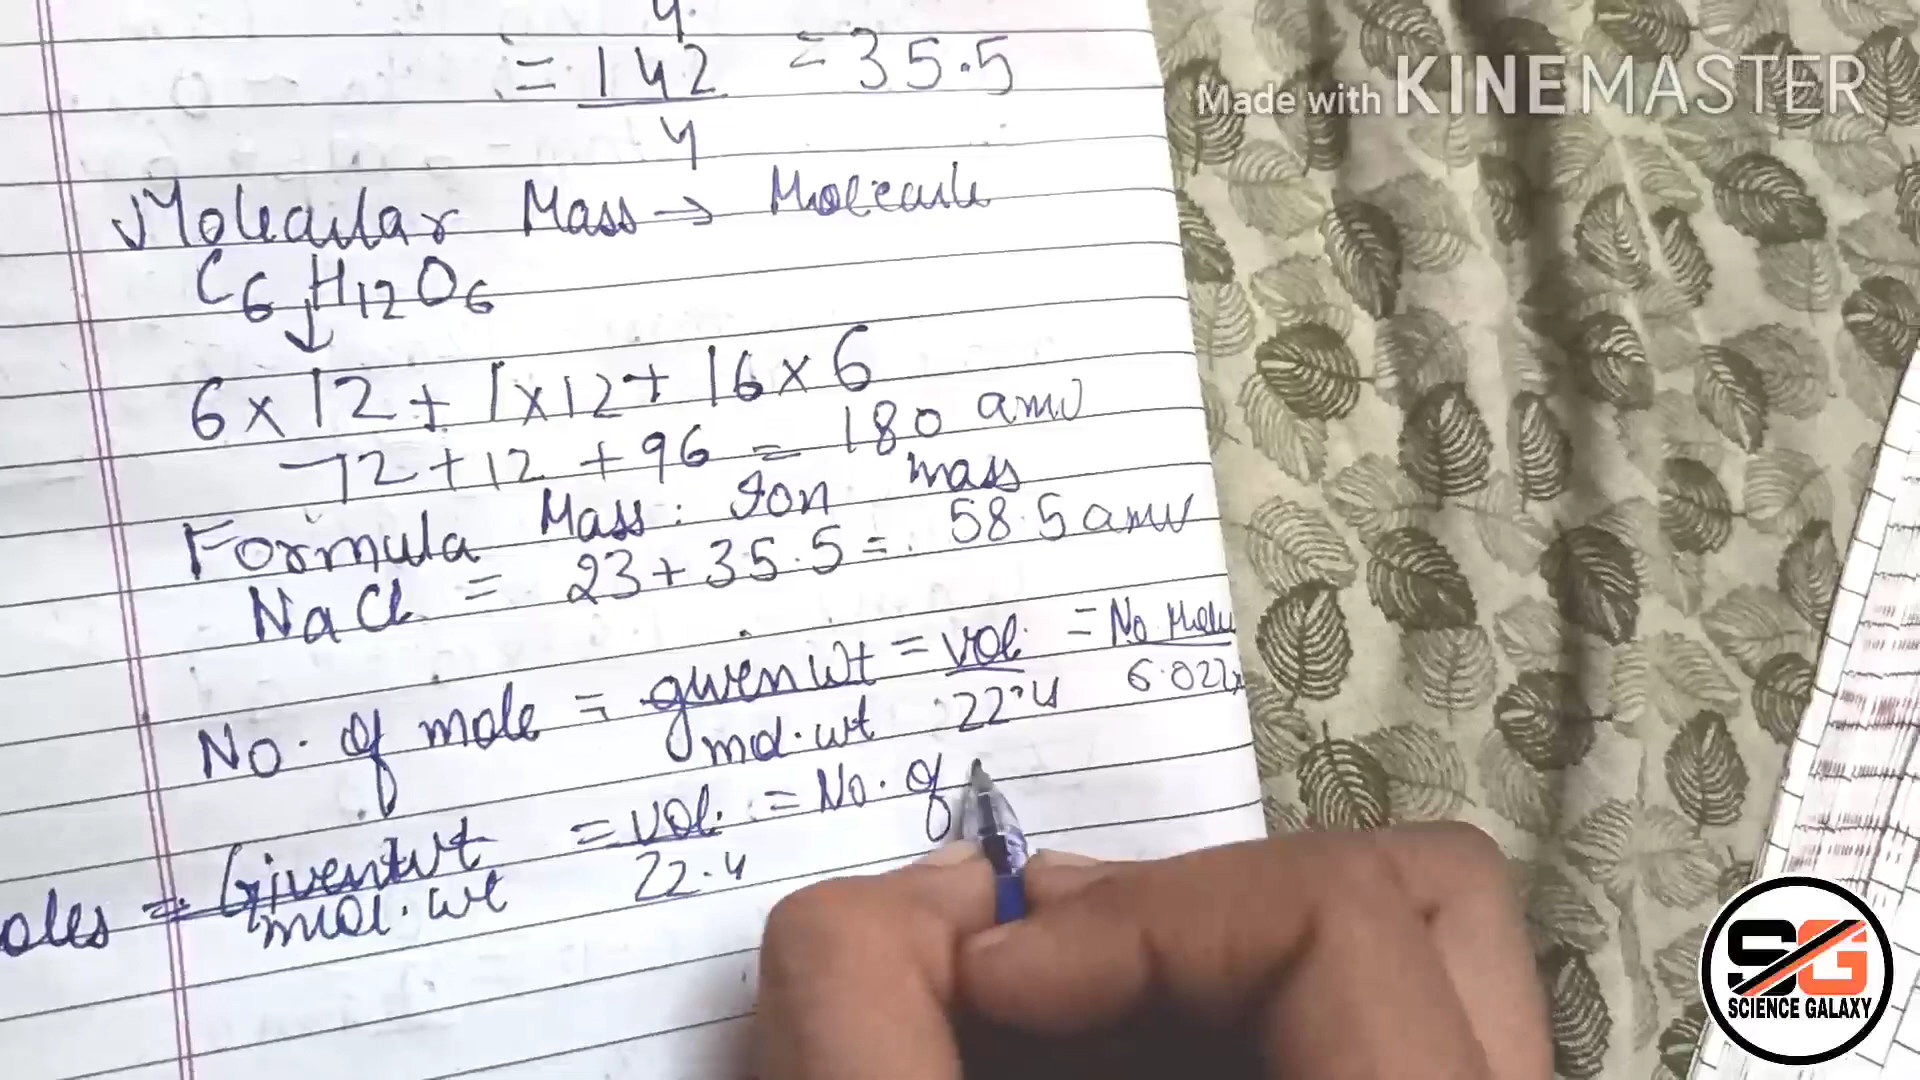 4
= 142 = 35.5
4
Molecular Mass → Molecule
C6H12O6
↓
6 x 12 + 1 x 12 + 16 x 6
72 + 12 + 96 = 180 amu
Formula Mass : Ion mass
NaCl = 23 + 35.5 = 58.5 amu
No. of mole = given wt = vol. = No.
mol.wt 22.4 6.022x
oles = Given wt = vol. = No. of
mol.wt 22.4
Made with KINEMASTER
SG
SCIENCE GALAXY